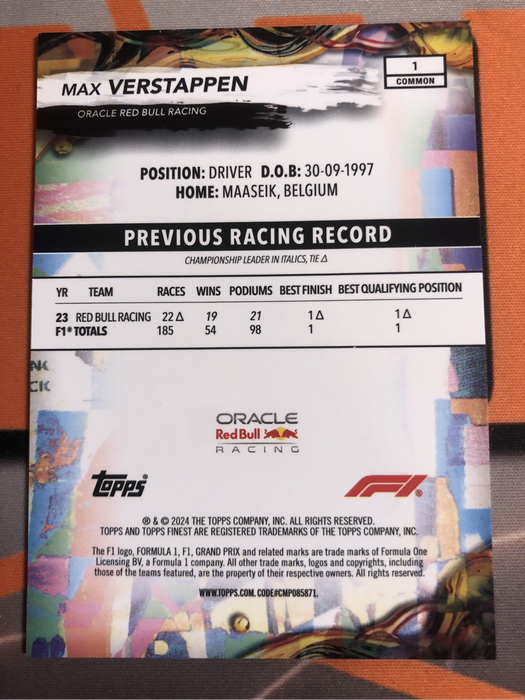 1
COMMON
MAX VERSTAPPEN
ORACLE RED BULL RACING
POSITION: DRIVER D.O.B: 30-09-1997
HOME: MAASEIK, BELGIUM
PREVIOUS RACING RECORD
CHAMPIONSHIP LEADER IN ITALICS, TIE Δ
YR TEAM RACES WINS PODIUMS BEST FINISH BEST QUALIFYING POSITION
23 RED BULL RACING 22 Δ 19 21 1 Δ 1 Δ
F1® TOTALS 185 54 98 1 1
NK
CK
ORACLE
Red Bull
RACING
Topps
F1®
® & © 2024 THE TOPPS COMPANY, INC. ALL RIGHTS RESERVED.
TOPPS AND TOPPS FINEST ARE REGISTERED TRADEMARKS OF THE TOPPS COMPANY, INC.
The F1 logo, FORMULA 1, F1, GRAND PRIX and related marks are trade marks of Formula One
Licensing BV, a Formula 1 company. All other trade marks, logos and copyrights, including
those of the teams featured, are the property of their respective owners. All rights reserved.
WWW.TOPPS.COM. CODE#CMP085871.